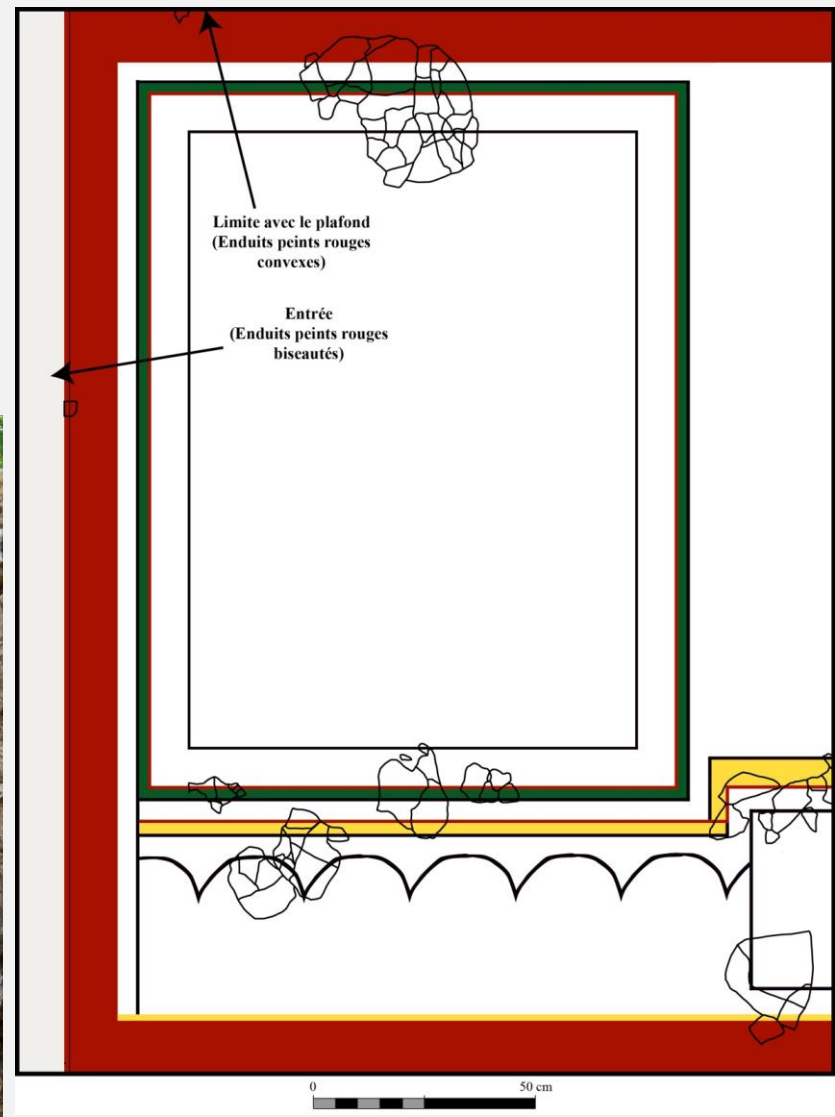 Limite avec le plafond
(Enduits peints rouges
convexes)
Entrée
(Enduits peints rouges
biseautés)
0 50 cm